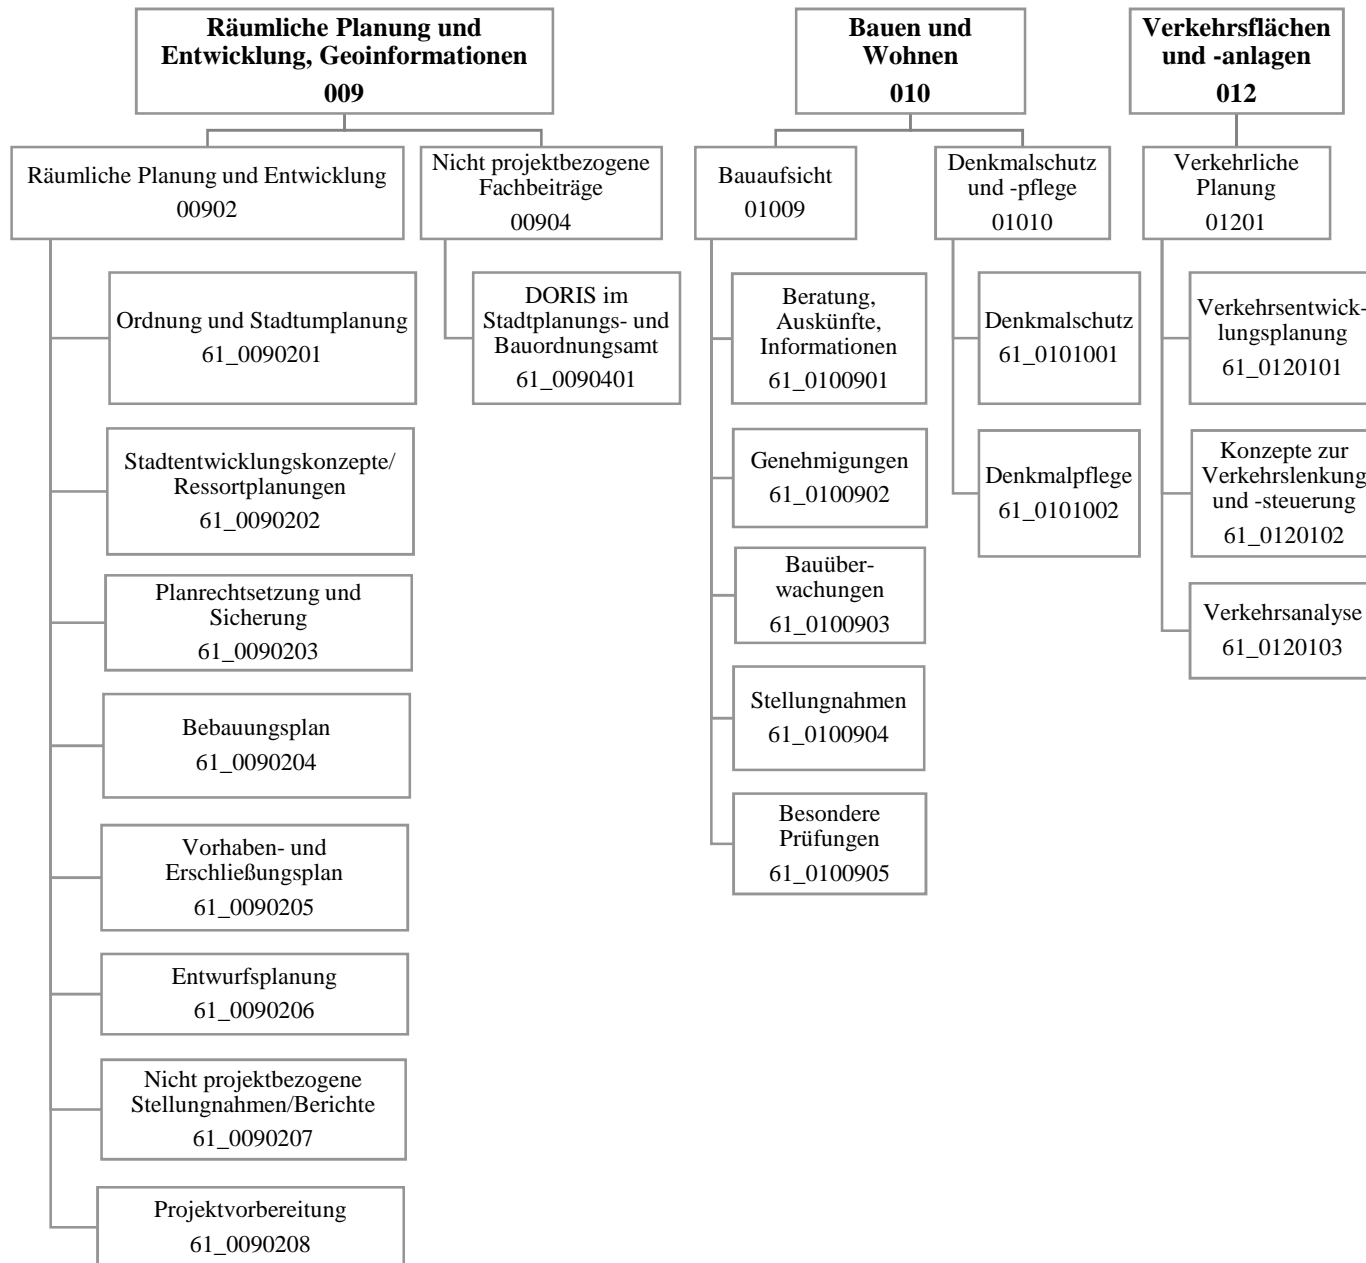 Räumliche Planung und
Entwicklung, Geoinformationen
009
Bauen und
Wohnen
010
Verkehrsflächen
und -anlagen
012
Räumliche Planung und Entwicklung
00902
Nicht projektbezogene
Fachbeiträge
00904
Bauaufsicht
01009
Denkmalschutz
und -pflege
01010
Verkehrliche
Planung
01201
Ordnung und Stadtumplanung
61_0090201
Stadtentwicklungskonzepte/
Ressortplanungen
61_0090202
Planrechtsetzung und
Sicherung
61_0090203
Bebauungsplan
61_0090204
Vorhaben- und
Erschließungsplan
61_0090205
Entwurfsplanung
61_0090206
Nicht projektbezogene
Stellungnahmen/Berichte
61_0090207
Projektvorbereitung
61_0090208
DORIS im
Stadtplanungs- und
Bauordnungsamt
61_0090401
Beratung,
Auskünfte,
Informationen
61_0100901
Genehmigungen
61_0100902
Bauüber-
wachungen
61_0100903
Stellungnahmen
61_0100904
Besondere
Prüfungen
61_0100905
Denkmalschutz
61_0101001
Denkmalpflege
61_0101002
Verkehrsentwick-
lungsplanung
61_0120101
Konzepte zur
Verkehrslenkung
und -steuerung
61_0120102
Verkehrsanalyse
61_0120103